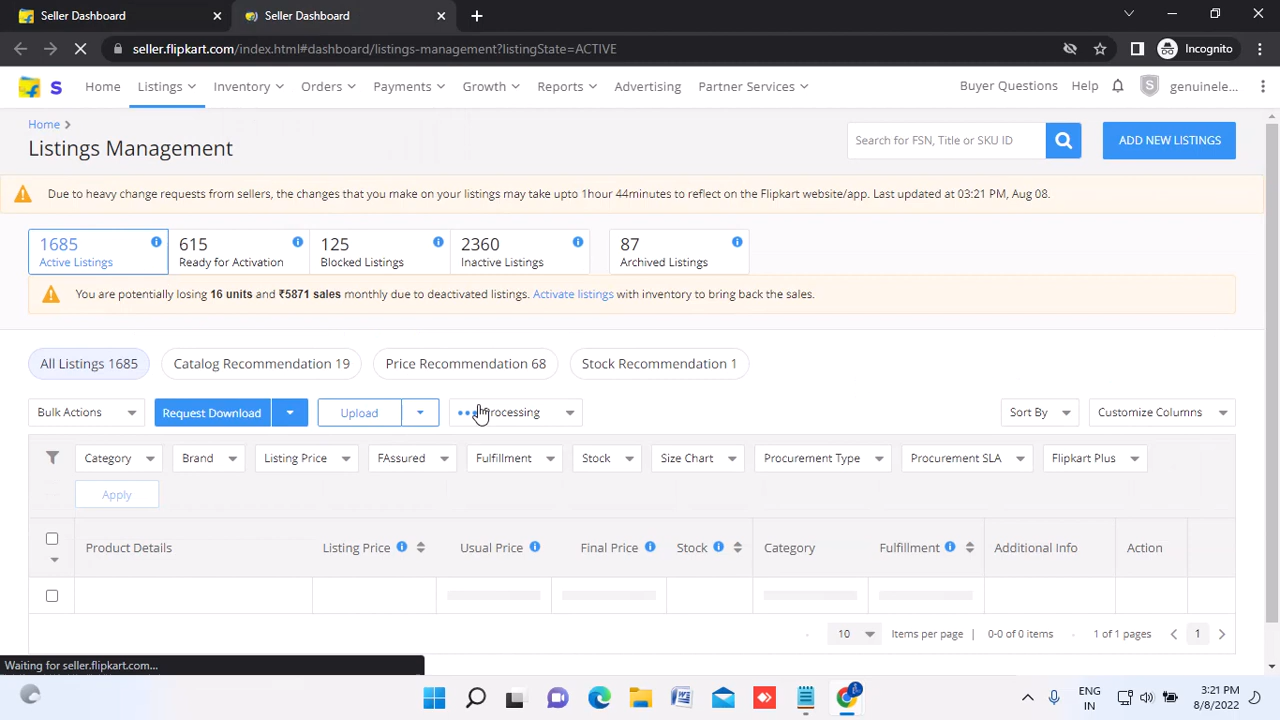 Seller Dashboard
Seller Dashboard
seller.flipkart.com/index.html#dashboard/listings-management?listingState=ACTIVE
Incognito
S
Home
Listings
Inventory
Orders
Payments
Growth
Reports
Advertising
Partner Services
Buyer Questions
Help
S
genuinele...
Home
Listings Management
Search for FSN, Title or SKU ID
ADD NEW LISTINGS
Due to heavy change requests from sellers, the changes that you make on your listings may take upto 1hour 44minutes to reflect on the Flipkart website/app. Last updated at 03:21 PM, Aug 08.
1685
Active Listings
615
Ready for Activation
125
Blocked Listings
2360
Inactive Listings
87
Archived Listings
You are potentially losing 16 units and ₹5871 sales monthly due to deactivated listings. Activate listings with inventory to bring back the sales.
All Listings 1685
Catalog Recommendation 19
Price Recommendation 68
Stock Recommendation 1
Bulk Actions
Request Download
Upload
Processing
Sort By
Customize Columns
Category
Brand
Listing Price
FAssured
Fulfillment
Stock
Size Chart
Procurement Type
Procurement SLA
Flipkart Plus
Apply
Product Details
Listing Price
Usual Price
Final Price
Stock
Category
Fulfillment
Additional Info
Action
10
Items per page
0-0 of 0 items
1 of 1 pages
1
Waiting for seller.flipkart.com...
ENG
IN
3:21 PM
8/8/2022